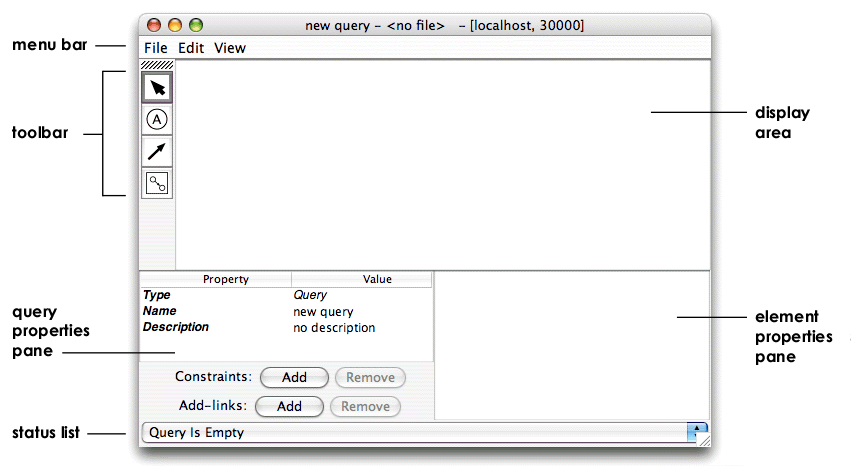 new query - <no file> - [localhost, 30000]
menu bar
File Edit View
toolbar
A
display
area
Property Value
Type Query
Name new query
Description no description
query
properties
pane
element
properties
pane
Constraints: Add Remove
Add-links: Add Remove
status list
Query Is Empty